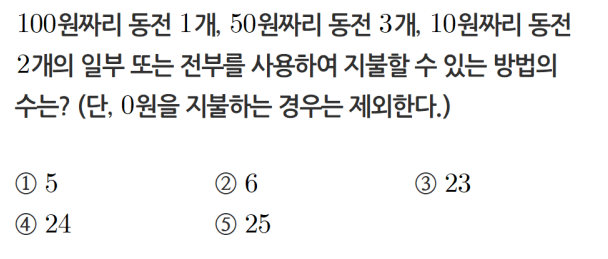 100원짜리 동전 1개, 50원짜리 동전 3개, 10원짜리 동전
2개의 일부 또는 전부를 사용하여 지불할 수 있는 방법의
수는? (단, 0원을 지불하는 경우는 제외한다.)
① 5 ② 6 ③ 23
④ 24 ⑤ 25